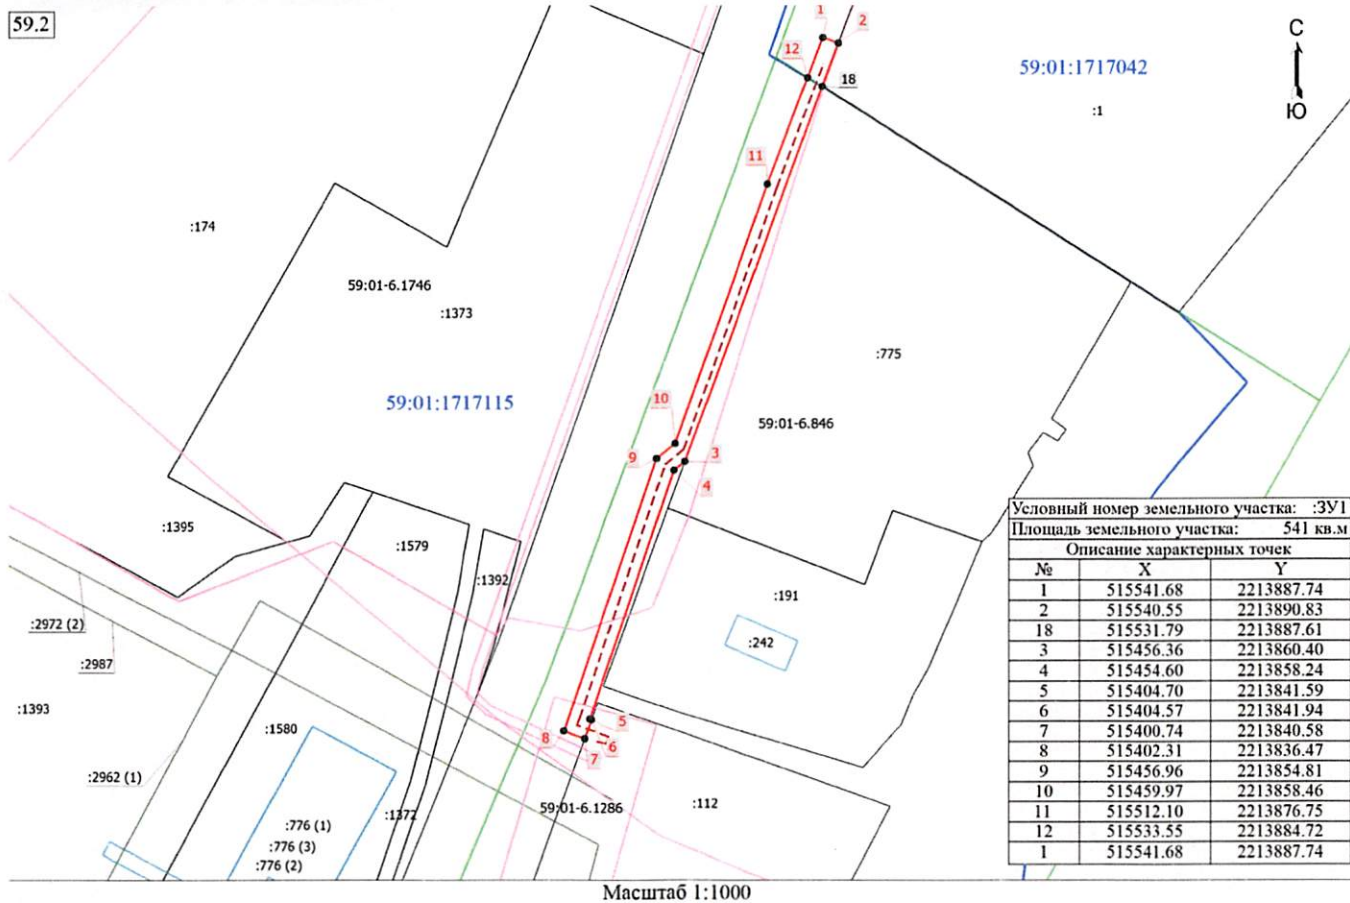 59.2
1
2
12
18
59:01:1717042
:1
С
Ю
11
:174
59:01-6.1746
:1373
:775
59:01:1717115
59:01-6.846
10
9
3
4
:1395
:1579
:1392
:191
:242
:2972 (2)
:2987
:1393
:1580
:2962 (1)
8
5
6
7
59:01-6.1286
:112
:1372
:776 (1)
:776 (3)
:776 (2)
Условный номер земельного участка: :ЗУ1
Площадь земельного участка: 541 кв.м
Описание характерных точек
№ X Y
1 515541.68 2213887.74
2 515540.55 2213890.83
18 515531.79 2213887.61
3 515456.36 2213860.40
4 515454.60 2213858.24
5 515404.70 2213841.59
6 515404.57 2213841.94
7 515400.74 2213840.58
8 515402.31 2213836.47
9 515456.96 2213854.81
10 515459.97 2213858.46
11 515512.10 2213876.75
12 515533.55 2213884.72
1 515541.68 2213887.74
Масштаб 1:1000